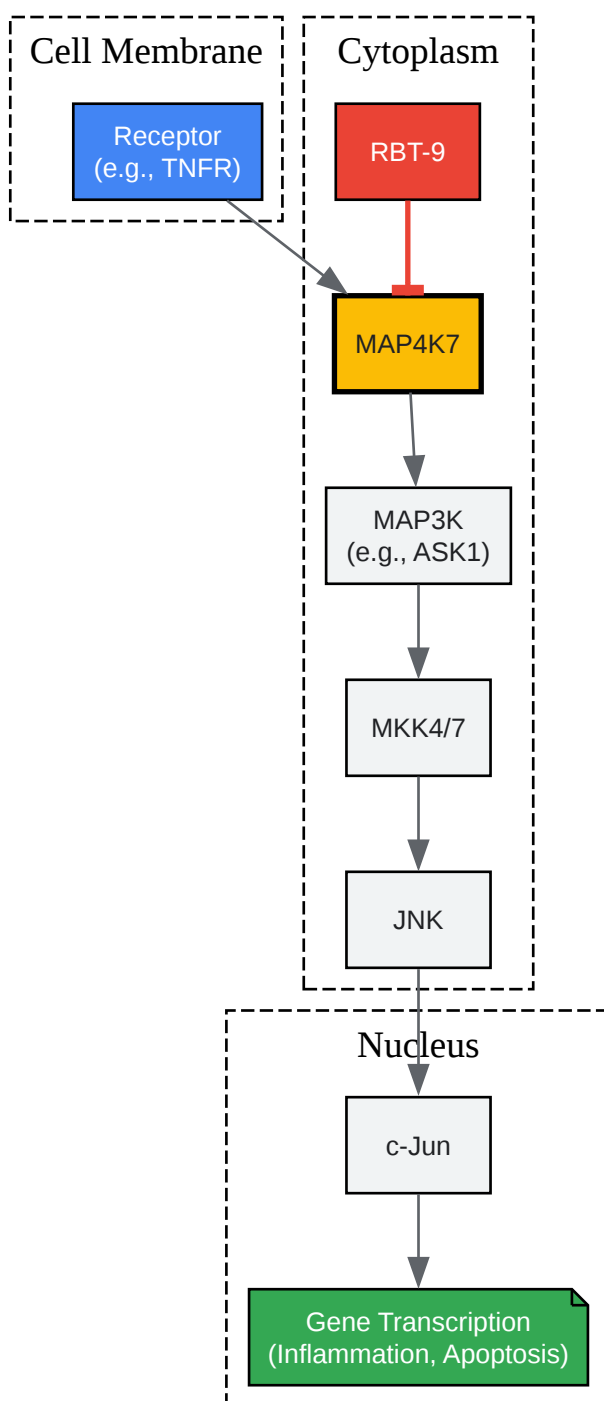 Cell Membrane
Cytoplasm
Receptor
(e.g., TNFR)
RBT-9
MAP4K7
MAP3K
(e.g., ASK1)
MKK4/7
JNK
Nucleus
c-Jun
Gene Transcription
(Inflammation, Apoptosis)